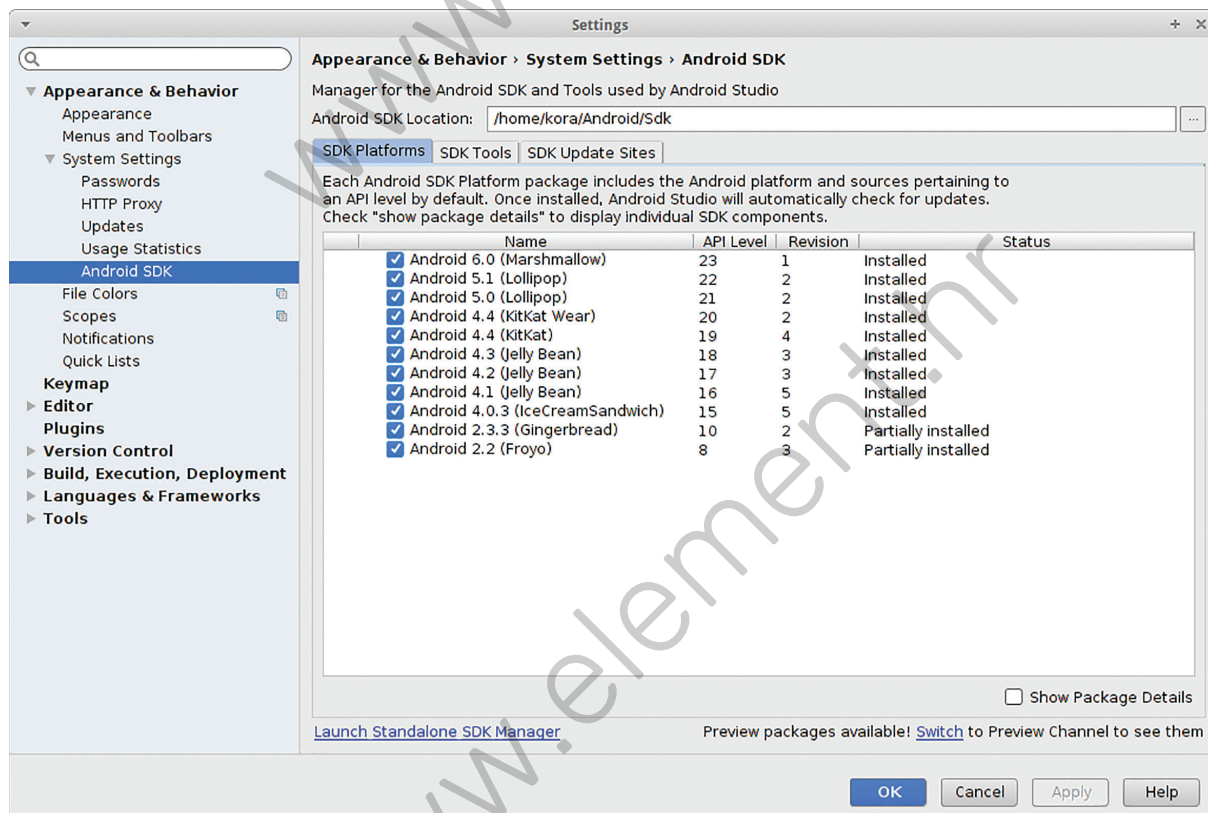 Settings
Appearance & Behavior
Appearance
Menus and Toolbars
System Settings
Passwords
HTTP Proxy
Updates
Usage Statistics
Android SDK
File Colors
Scopes
Notifications
Quick Lists
Keymap
Editor
Plugins
Version Control
Build, Execution, Deployment
Languages & Frameworks
Tools
Appearance & Behavior › System Settings › Android SDK
Manager for the Android SDK and Tools used by Android Studio
Android SDK Location: /home/kora/Android/Sdk ...
SDK Platforms SDK Tools SDK Update Sites
Each Android SDK Platform package includes the Android platform and sources pertaining to
an API level by default. Once installed, Android Studio will automatically check for updates.
Check "show package details" to display individual SDK components.
Name API Level Revision Status
Android 6.0 (Marshmallow) 23 1 Installed
Android 5.1 (Lollipop) 22 2 Installed
Android 5.0 (Lollipop) 21 2 Installed
Android 4.4 (KitKat Wear) 20 2 Installed
Android 4.4 (KitKat) 19 4 Installed
Android 4.3 (Jelly Bean) 18 3 Installed
Android 4.2 (Jelly Bean) 17 3 Installed
Android 4.1 (Jelly Bean) 16 5 Installed
Android 4.0.3 (IceCreamSandwich) 15 5 Installed
Android 2.3.3 (Gingerbread) 10 2 Partially installed
Android 2.2 (Froyo) 8 3 Partially installed
Show Package Details
Launch Standalone SDK Manager Preview packages available! Switch to Preview Channel to see them
OK Cancel Apply Help
www.element.hr